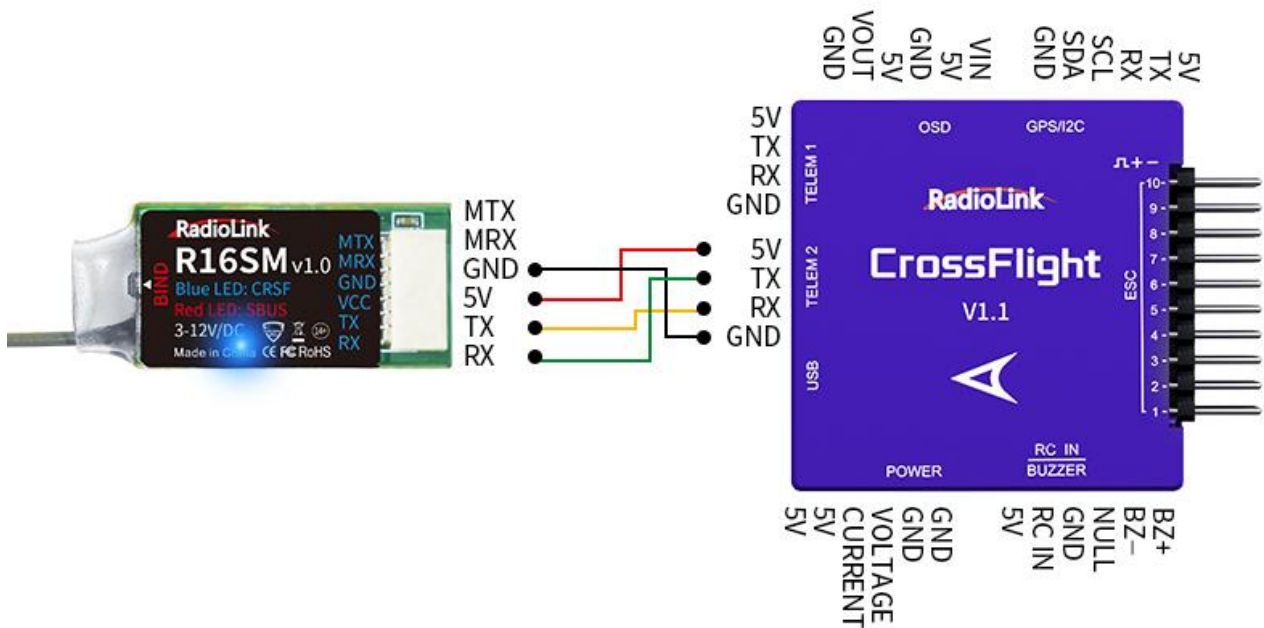 RadioLink
R16SM v1.0
Blue LED: CRSF
Red LED: SBUS
3-12V/DC 14+
Made in China CE FC RoHS
BIND
MTX
MRX
GND
VCC
TX
RX
MTX
MRX
GND
5V
TX
RX
5V
TX
RX
GND
5V
TX
RX
GND
GND
VOUT
5V
GND
5V
VIN
GND
SDA
SCL
RX
TX
5V
OSD
GPS/I2C
TELEM 1
TELEM 2
USB
RadioLink
CrossFlight
V1.1
+ −
10
9
8
7
6
5
4
3
2
1
ESC
POWER
RC IN
BUZZER
5V
5V
CURRENT
VOLTAGE
GND
GND
5V
RC IN
GND
NULL
BZ−
BZ+